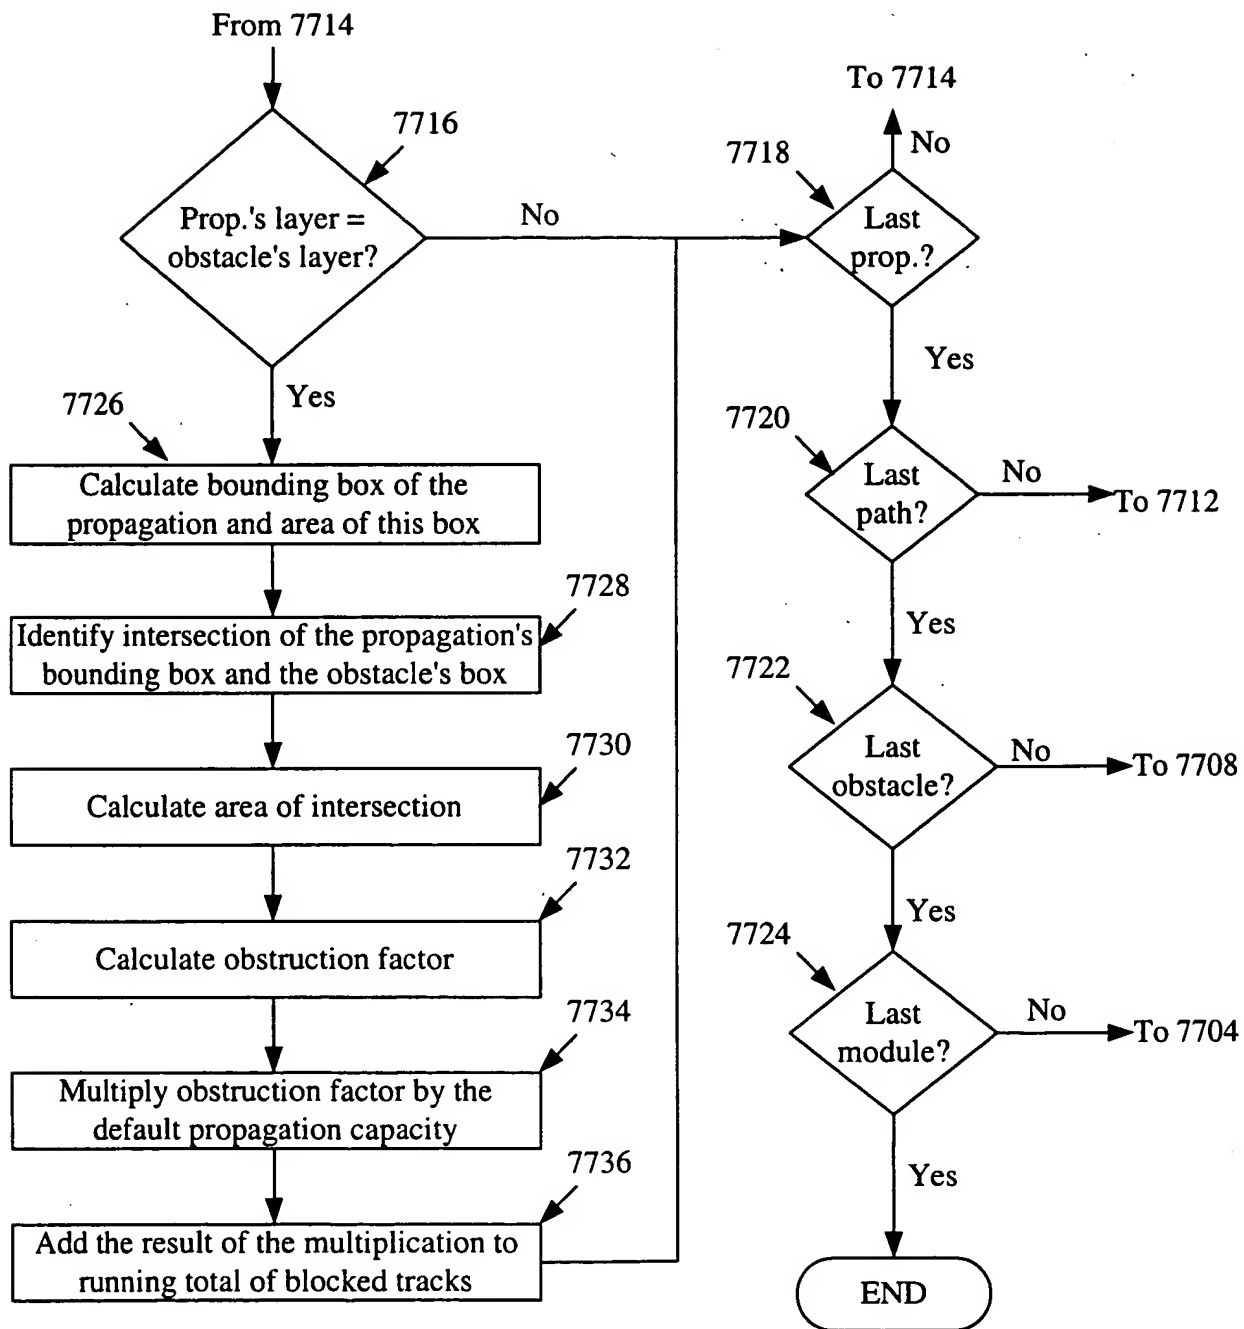 From 7714
7716
Prop.'s layer =
obstacle's layer?
No
Yes
7726
Calculate bounding box of the
propagation and area of this box
7728
Identify intersection of the propagation's
bounding box and the obstacle's box
7730
Calculate area of intersection
7732
Calculate obstruction factor
7734
Multiply obstruction factor by the
default propagation capacity
7736
Add the result of the multiplication to
running total of blocked tracks
To 7714
No
7718
Last
prop.?
Yes
7720
Last
path?
No
To 7712
Yes
7722
Last
obstacle?
No
To 7708
Yes
7724
Last
module?
No
To 7704
Yes
END